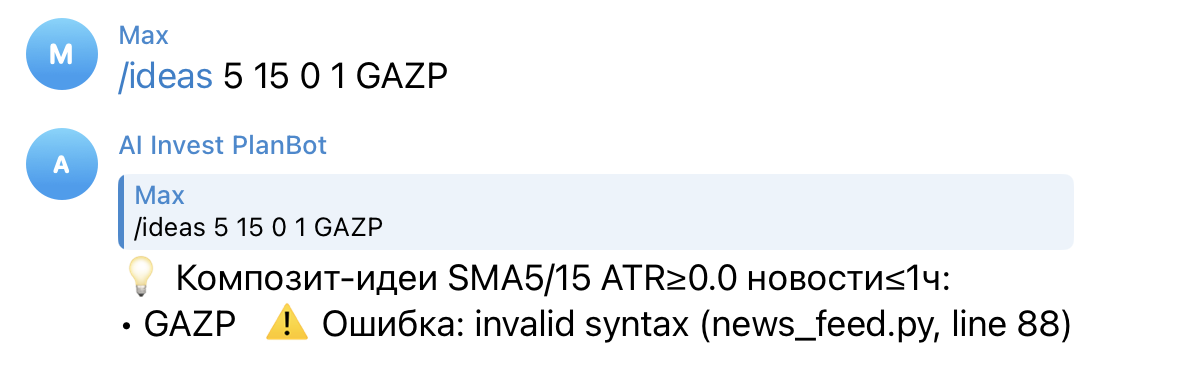 M
Max
/ideas 5 15 0 1 GAZP
A
AI Invest PlanBot
Max
/ideas 5 15 0 1 GAZP
💡 Композит-идеи SMA5/15 ATR≥0.0 новости≤1ч:
• GAZP ⚠️ Ошибка: invalid syntax (news_feed.py, line 88)